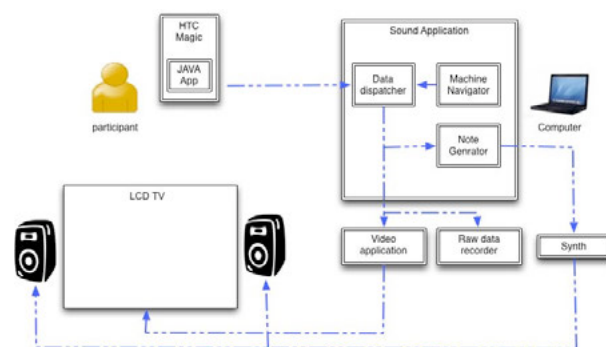 HTC
Magic
JAVA
App
participant
Sound Application
Data
dispatcher
Machine
Navigator
Note
Genrator
Computer
LCD TV
Video
application
Raw data
recorder
Synth